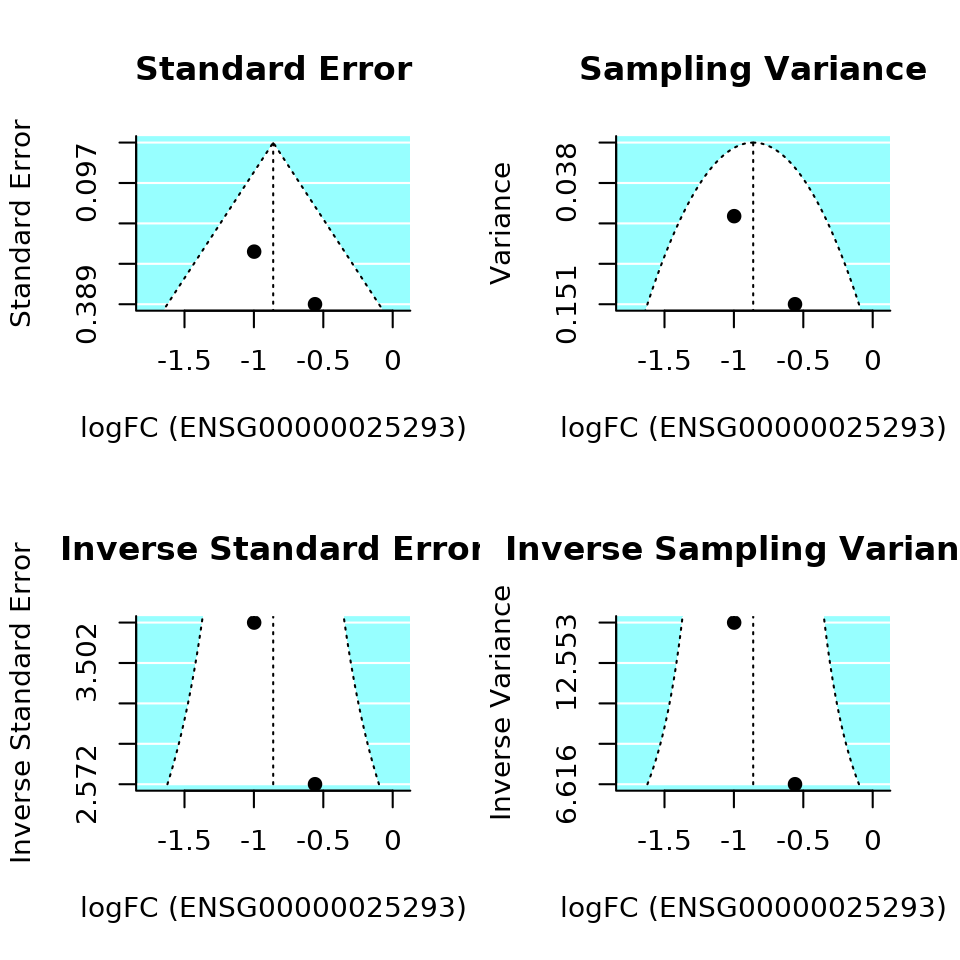 Standard Error
Standard Error
0.097
0.389
-1.5 -1 -0.5 0
logFC (ENSG00000025293)
Sampling Variance
Variance
0.038
0.151
-1.5 -1 -0.5 0
logFC (ENSG00000025293)
Inverse Standard Error
Inverse Standard Error
3.502
2.572
-1.5 -1 -0.5 0
logFC (ENSG00000025293)
Inverse Sampling Varian
Inverse Variance
12.553
6.616
-1.5 -1 -0.5 0
logFC (ENSG00000025293)